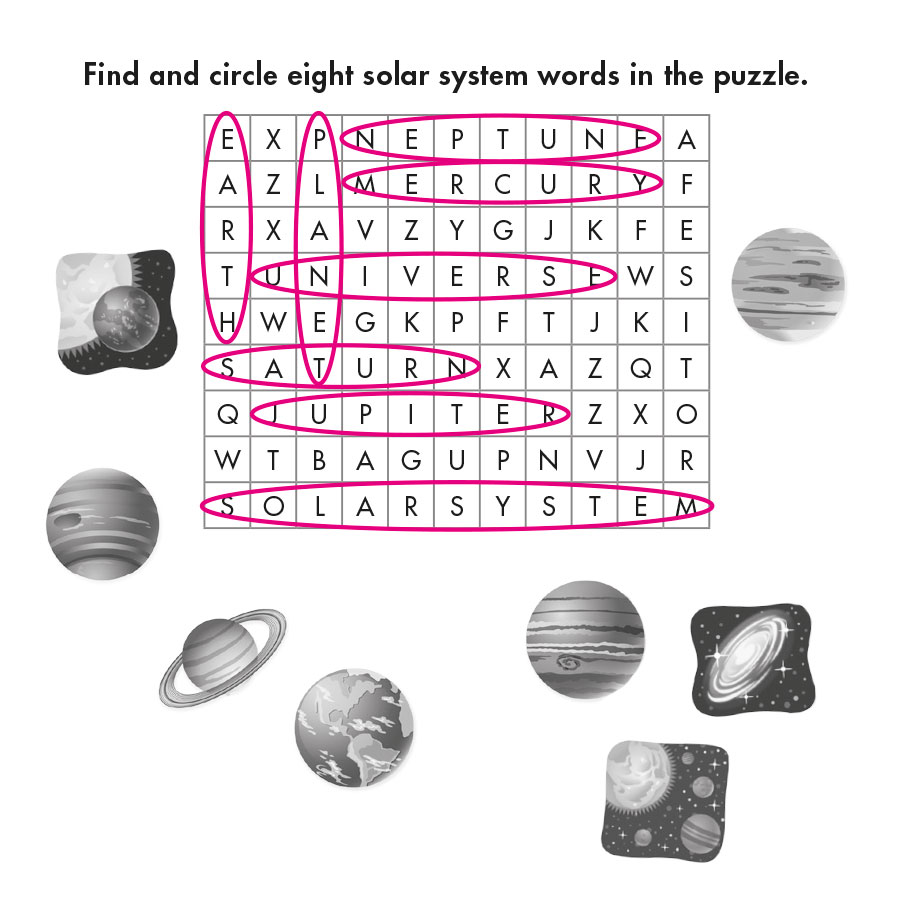 Find and circle eight solar system words in the puzzle.
E X P N E P T U N E A
A Z L M E R C U R Y F
R X A V Z Y G J K F E
T U N I V E R S E W S
H W E G K P F T J K I
S A T U R N X A Z Q T
Q J U P I T E R Z X O
W T B A G U P N V J R
S O L A R S Y S T E M